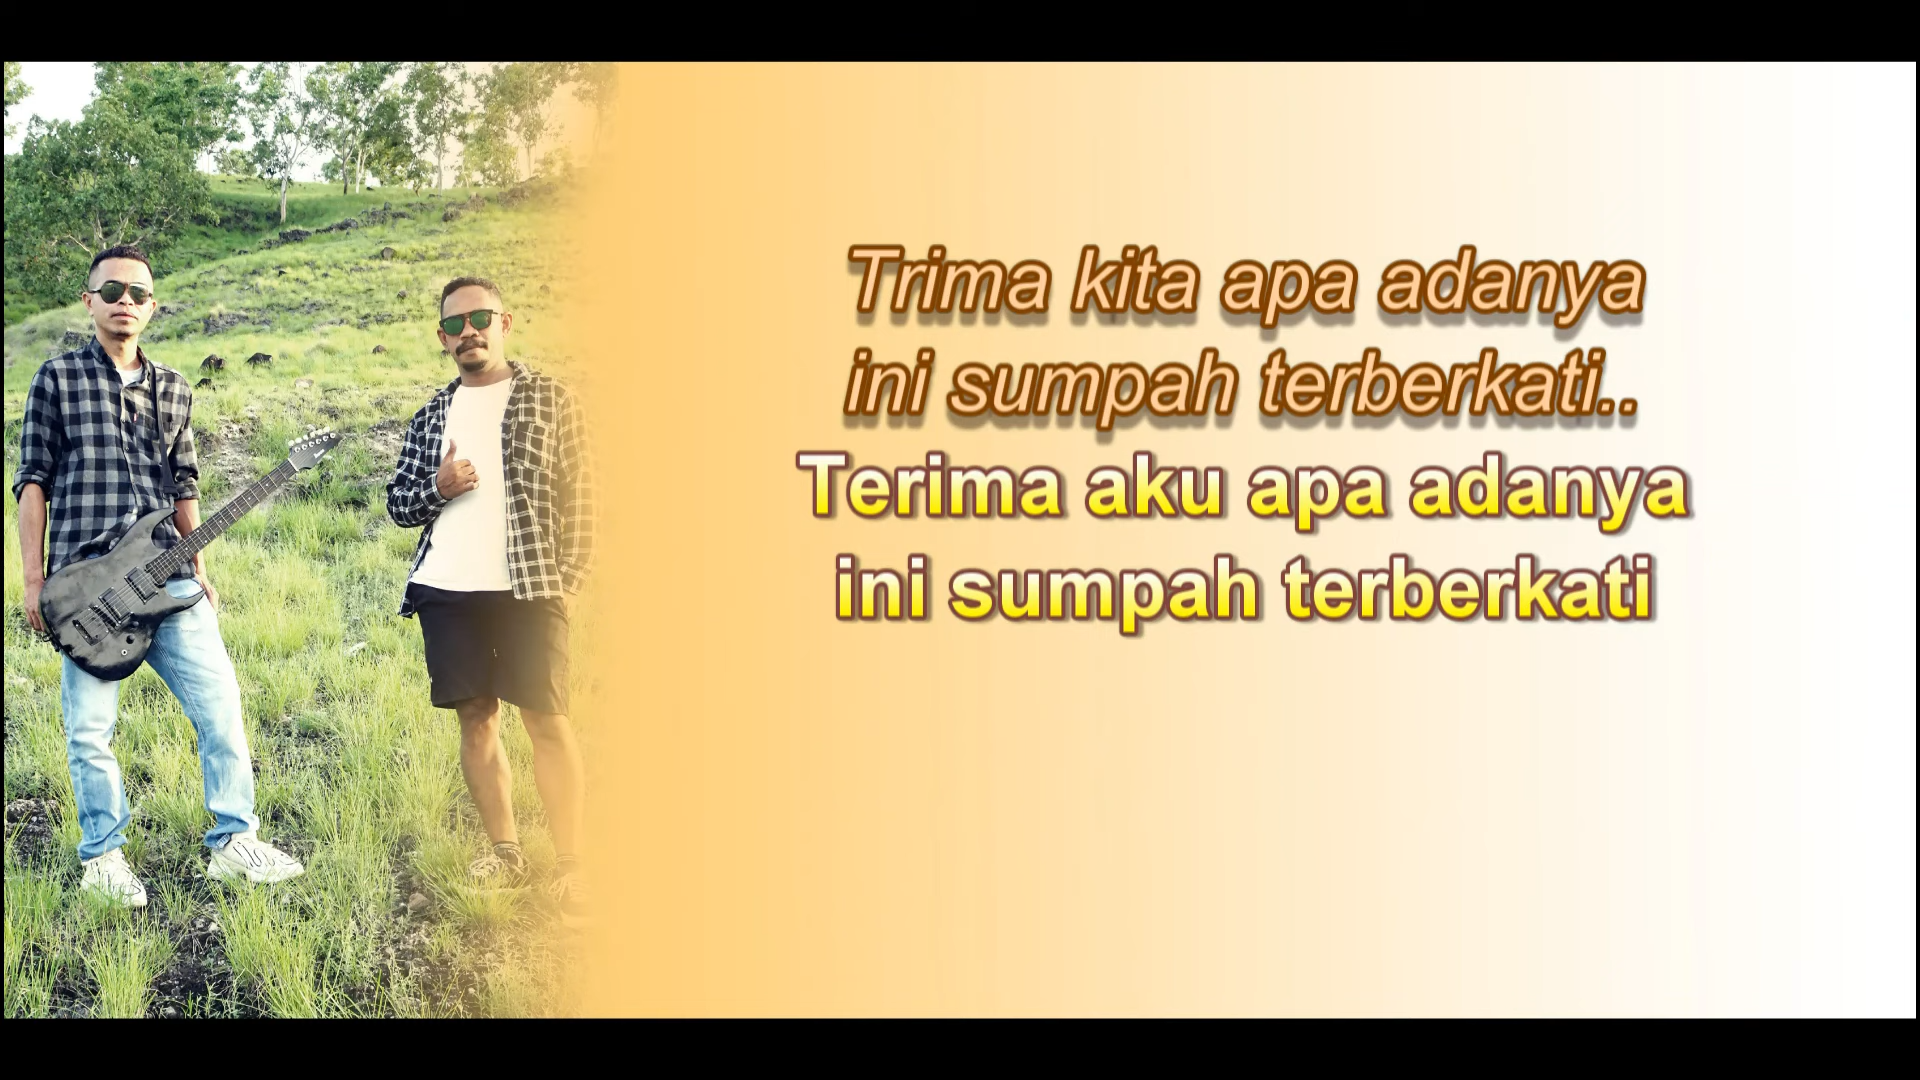 Trima kita apa adanya
ini sumpah terberkati..
Terima aku apa adanya
ini sumpah terberkati